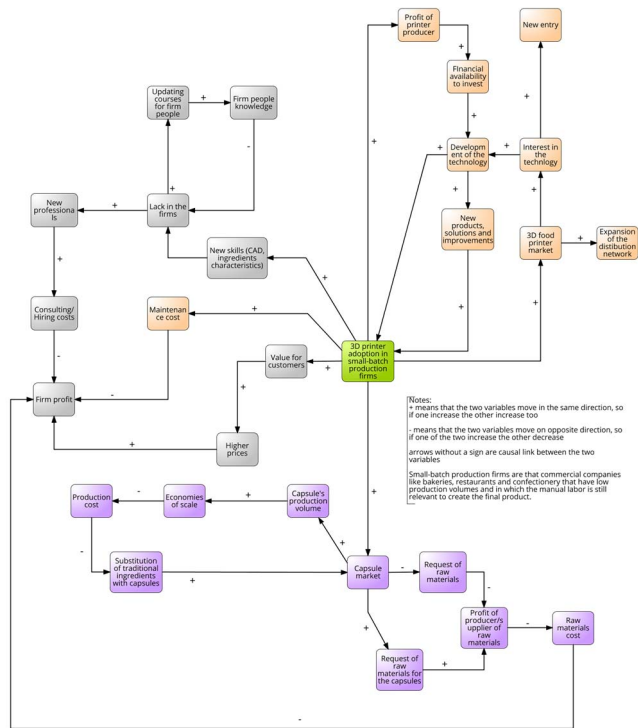 Profit of
printer
producer
New entry
+
+
Financial
availability
to invest
Updating
courses
for firm
people
+
Firm people
knowledge
+
+
-
+
+
Developm
ent of the
technology
+
Interest in
the
technlogy
+
+
New
professiona
ls
+
Lack in the
firms
New
products,
solutions and
improvements
+
3D food
printer
market
+
Expansion
of the
distibution
network
New skills (CAD,
ingredients
characteristics)
+
+
+
+
Consulting/
Hiring costs
Maintenan
ce cost
+
3D printer
adoption in
small-batch
production
firms
-
Value for
customers
+
Firm profit
-
+
+
Higher
prices
Notes:
+ means that the two variables move in the same direction, so
if one increase the other increase too
- means that the two variables move on opposite direction, so
if one of the two increase the other decrease
arrows without a sign are causal link between the two
variables
Small-batch production firms are that commercial companies
like bakeries, restaurants and confectionery that have low
production volumes and in which the manual labor is still
relevant to create the final product.
+
Production
cost
-
Economies
of scale
+
Capsule's
production
volume
+
-
Substitution
of traditional
ingredients
with capsules
+
Capsule
market
-
Request of
raw
materials
-
+
Profit of
producer/s
upplier of
raw
materials
-
Raw
materials
cost
Request of
raw
materials for
the capsules
+
-